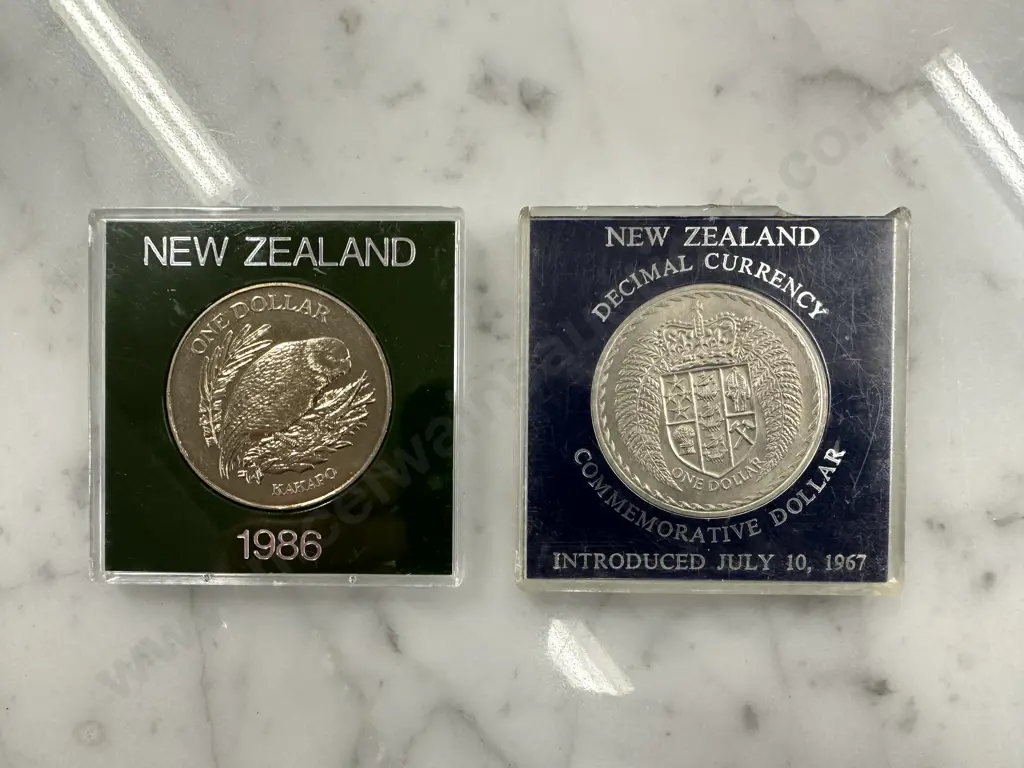 NEW ZEALAND
ONE DOLLAR
KAKAPO
1986
NEW ZEALAND
DECIMAL CURRENCY
ONE DOLLAR
COMMEMORATIVE DOLLAR
INTRODUCED JULY 10, 1967